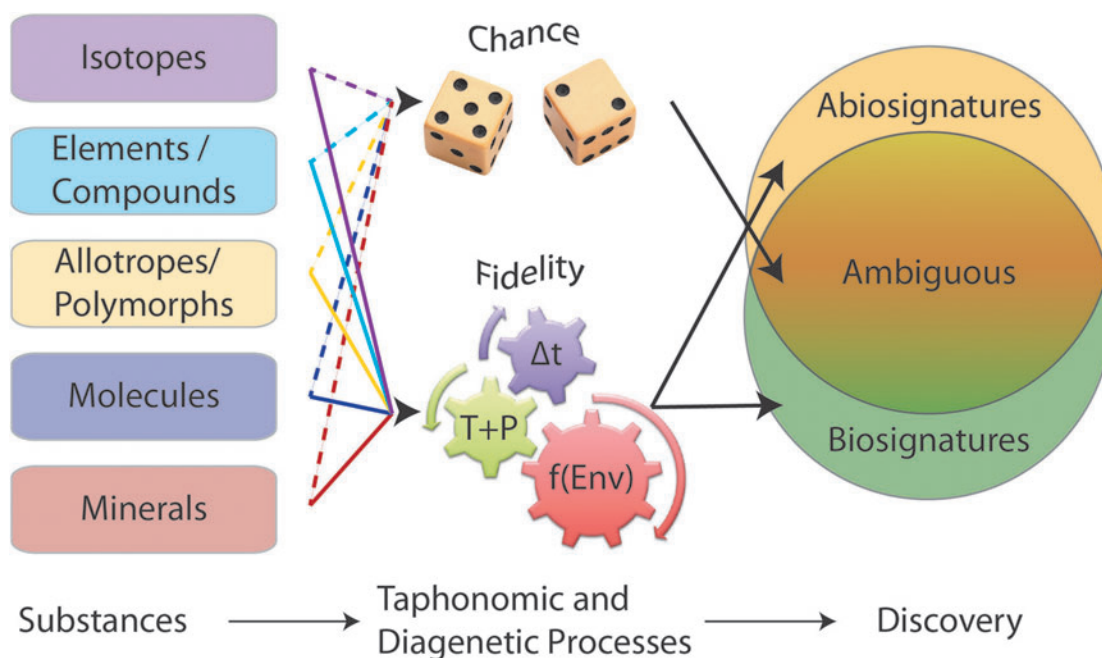 Isotopes
Elements /
Compounds
Allotropes/
Polymorphs
Molecules
Minerals
Chance
Fidelity
Δt
T+P
f(Env)
Abiosignatures
Ambiguous
Biosignatures
Substances
Taphonomic and
Diagenetic Processes
Discovery